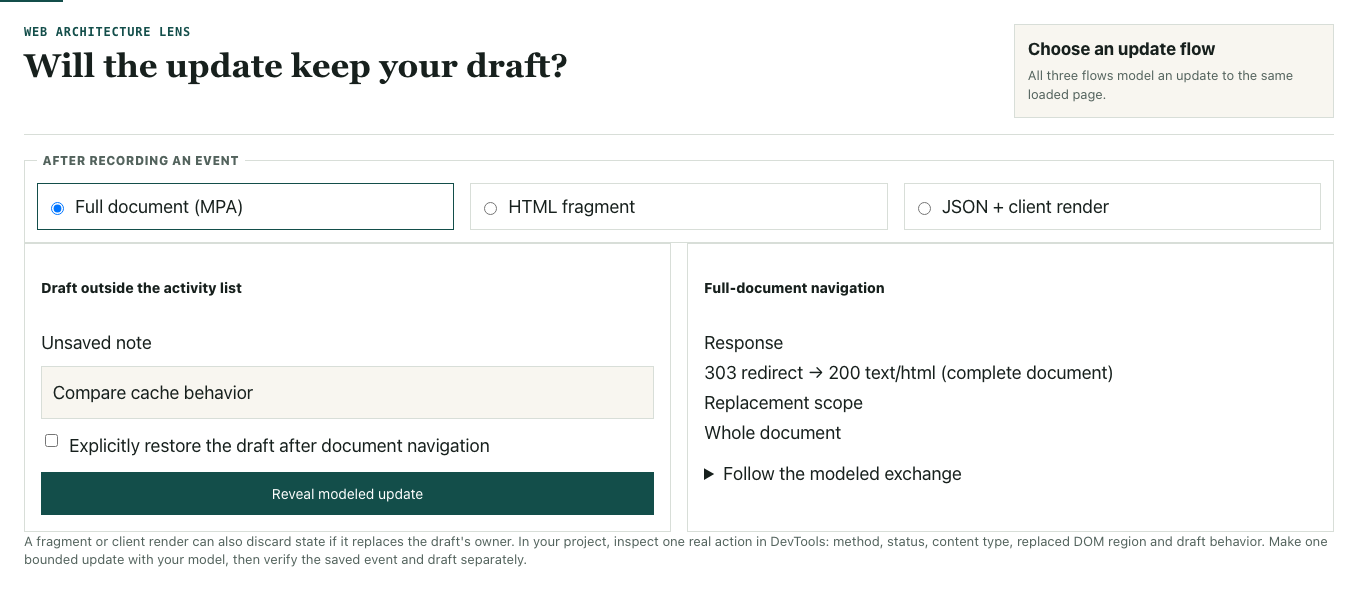 WEB ARCHITECTURE LENS
Will the update keep your draft?
Choose an update flow
All three flows model an update to the same
loaded page.
AFTER RECORDING AN EVENT
Full document (MPA)
HTML fragment
JSON + client render
Draft outside the activity list
Unsaved note
Compare cache behavior
Explicitly restore the draft after document navigation
Reveal modeled update
Full-document navigation
Response
303 redirect → 200 text/html (complete document)
Replacement scope
Whole document
Follow the modeled exchange
A fragment or client render can also discard state if it replaces the draft's owner. In your project, inspect one real action in DevTools: method, status, content type, replaced DOM region and draft behavior. Make one
bounded update with your model, then verify the saved event and draft separately.